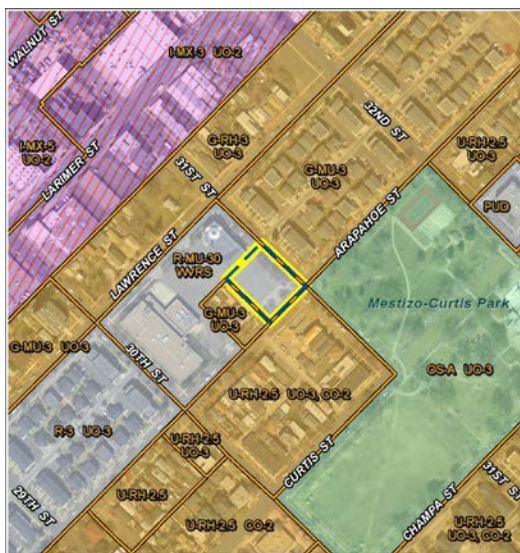 WALNUT ST
I-MX-3 UO-2
32ND ST
G-RH-3
UO-3
U-RH-2.5
UO-3
I-MX-5
UO-2
LARIMER ST
31ST ST
G-MU-3
UO-3
ARAPAHOE ST
PUD
LAWRENCE ST
R-MU-30
WVRS
Mestizo-Curtis Park
G-MU-3
UO-3
G-MU-3 UO-3
30TH ST
OS-A UO-3
U-RH-2.5 UO-3, CO-2
R-3 UO-3
U-RH-2.5
UO-3
CURTIS ST
31ST S
29TH ST
U-RH-2.5
CHAMPA ST
U-RH-2.5 CO-2
U-RH-2.5
UO-3, CO-2